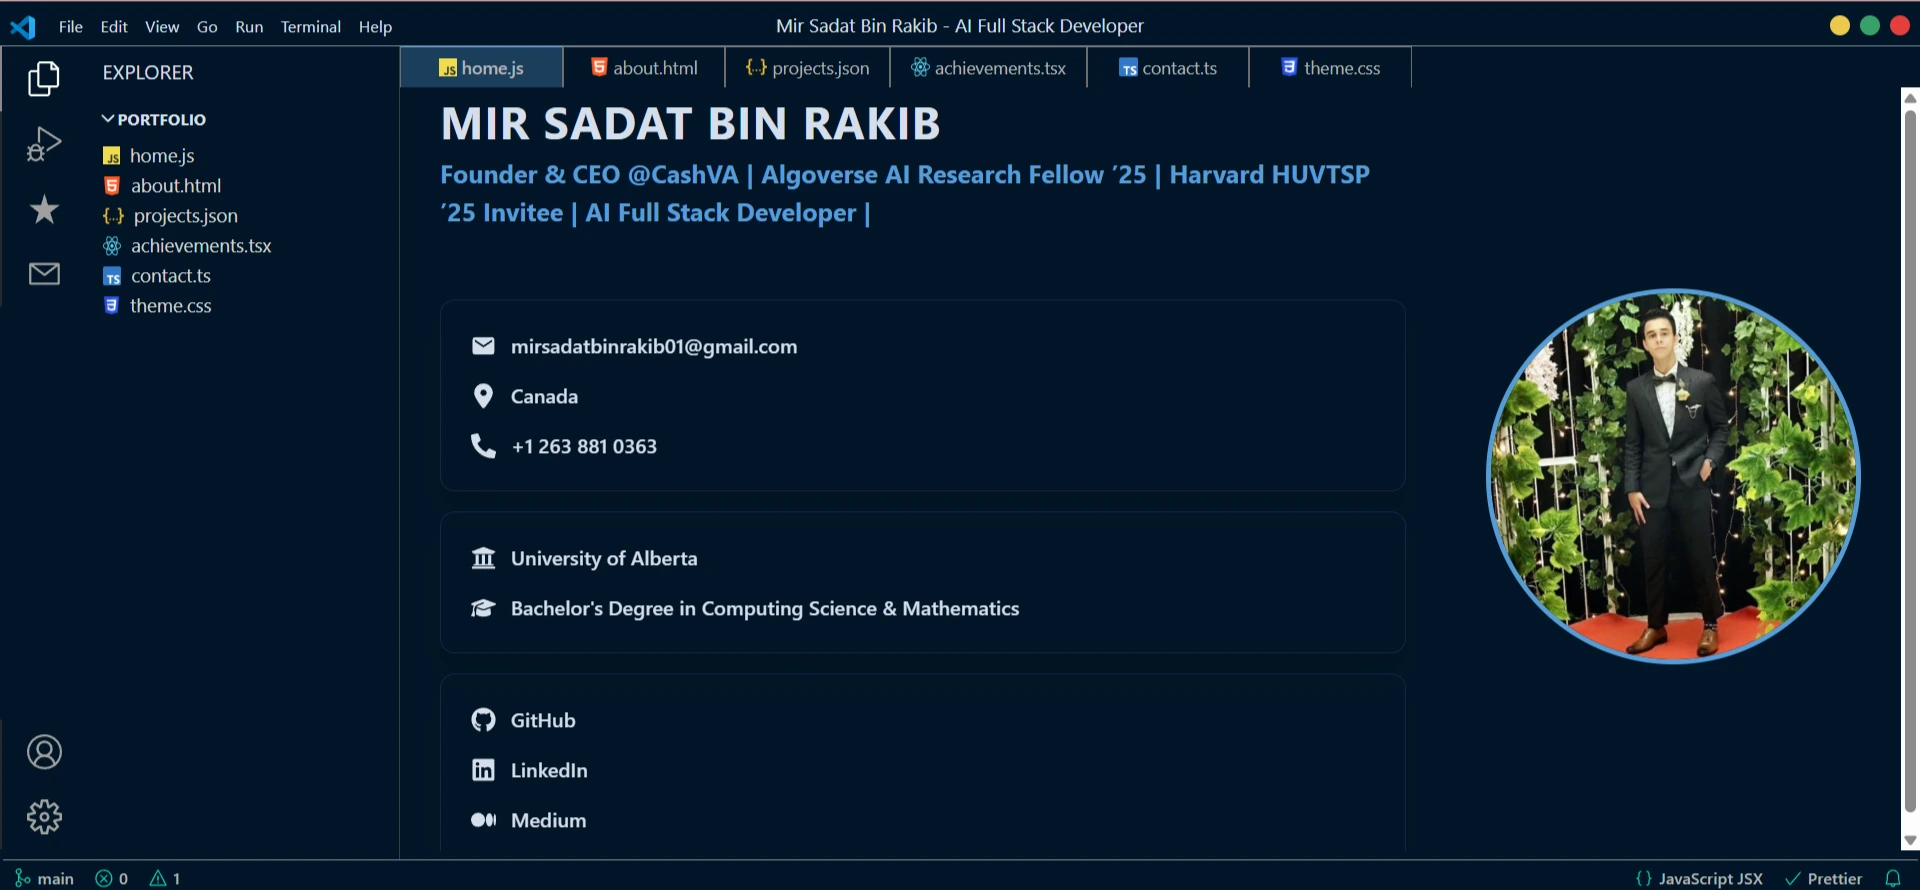 File Edit View Go Run Terminal Help
Mir Sadat Bin Rakib - AI Full Stack Developer
EXPLORER
PORTFOLIO
home.js
about.html
projects.json
achievements.tsx
contact.ts
theme.css
home.js about.html projects.json achievements.tsx contact.ts theme.css
MIR SADAT BIN RAKIB
Founder & CEO @CashVA | Algoverse AI Research Fellow ’25 | Harvard HUVTSP
’25 Invitee | AI Full Stack Developer |
mirsadatbinrakib01@gmail.com
Canada
+1 263 881 0363
University of Alberta
Bachelor's Degree in Computing Science & Mathematics
GitHub
LinkedIn
Medium
main 0 1
JavaScript JSX Prettier